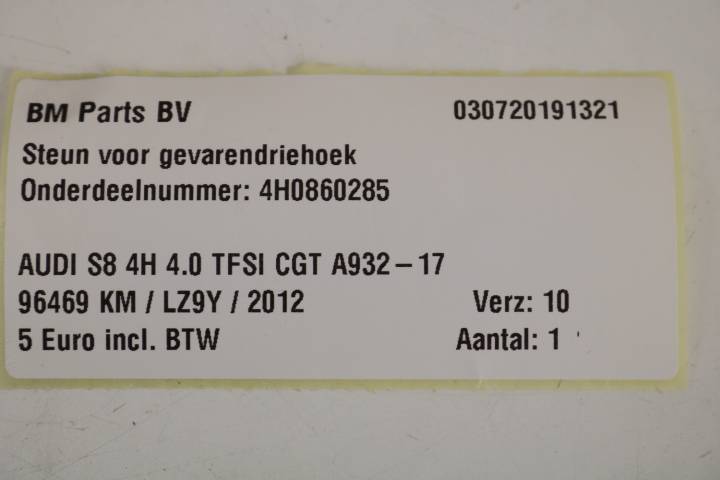 BM Parts BV 030720191321
Steun voor gevarendriehoek
Onderdeelnummer: 4H0860285
AUDI S8 4H 4.0 TFSI CGT A932-17
96469 KM / LZ9Y / 2012 Verz: 10
5 Euro incl. BTW Aantal: 1